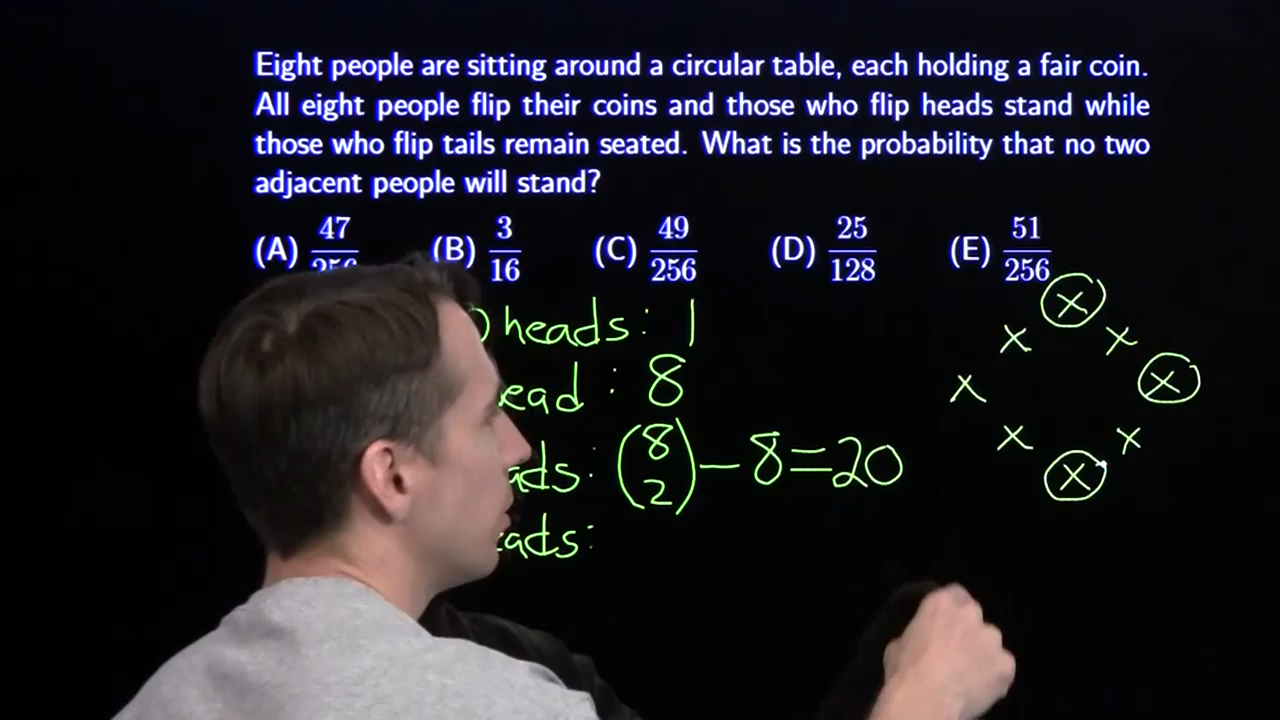 Eight people are sitting around a circular table, each holding a fair coin.
All eight people flip their coins and those who flip heads stand while
those who flip tails remain seated. What is the probability that no two
adjacent people will stand?
(A) 47/256 (B) 3/16 (C) 49/256 (D) 25/128 (E) 51/256
0 heads: 1
ead : 8
ads: (8 2) - 8 = 20
eads:
x x x x x x x x